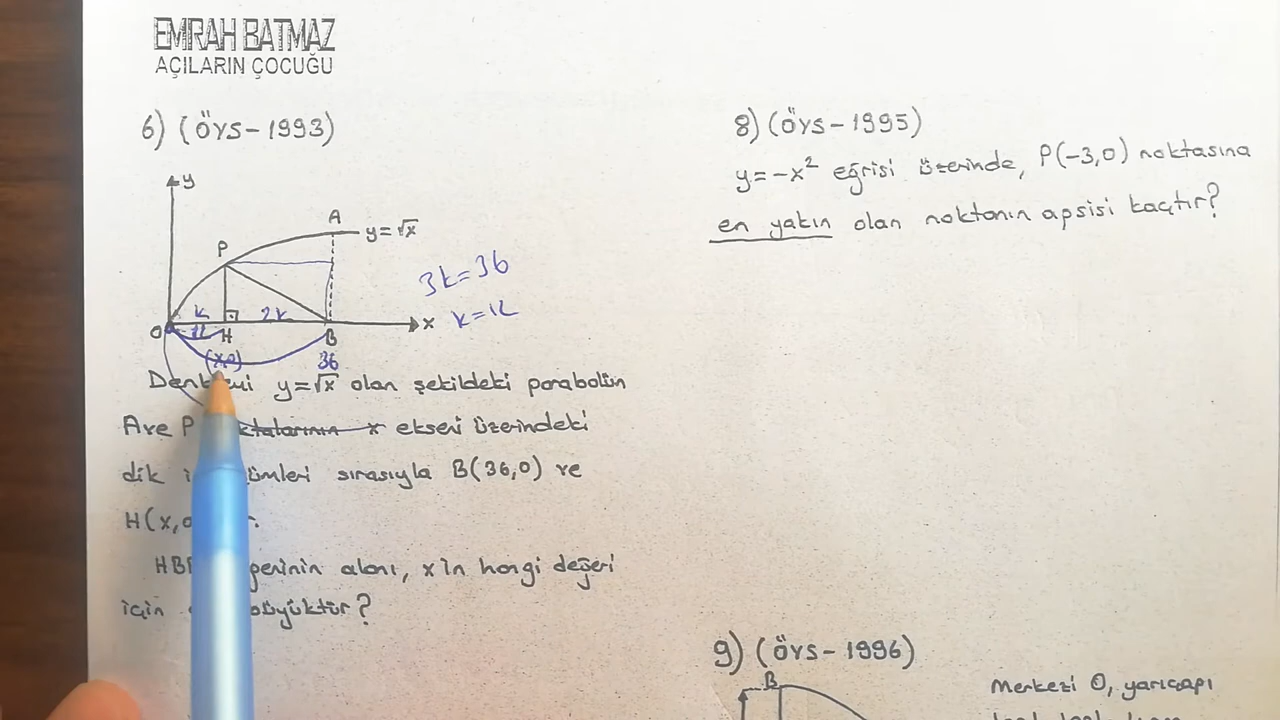 EMRAH BATMAZ
AÇILARIN ÇOCUĞU
6) (ÖYS-1993)
y
A
y=√x
P
3k=36
k=12
k
2k
O
12
H
B
x
(x,0)
36
y=√x olan şekildeki parabolün
A ve P x ekseni üzerindeki
dik sırasıyla B(36,0) ve
H(x,0
alanı, x'in hangi değeri
için büyüktür?
8) (ÖYS-1995)
y=-x² eğrisi üzerinde, P(-3,0) noktasına
en yakın olan noktanın apsisi kaçtır?
9) (ÖYS-1996)
B
Merkezi O, yarıçapı